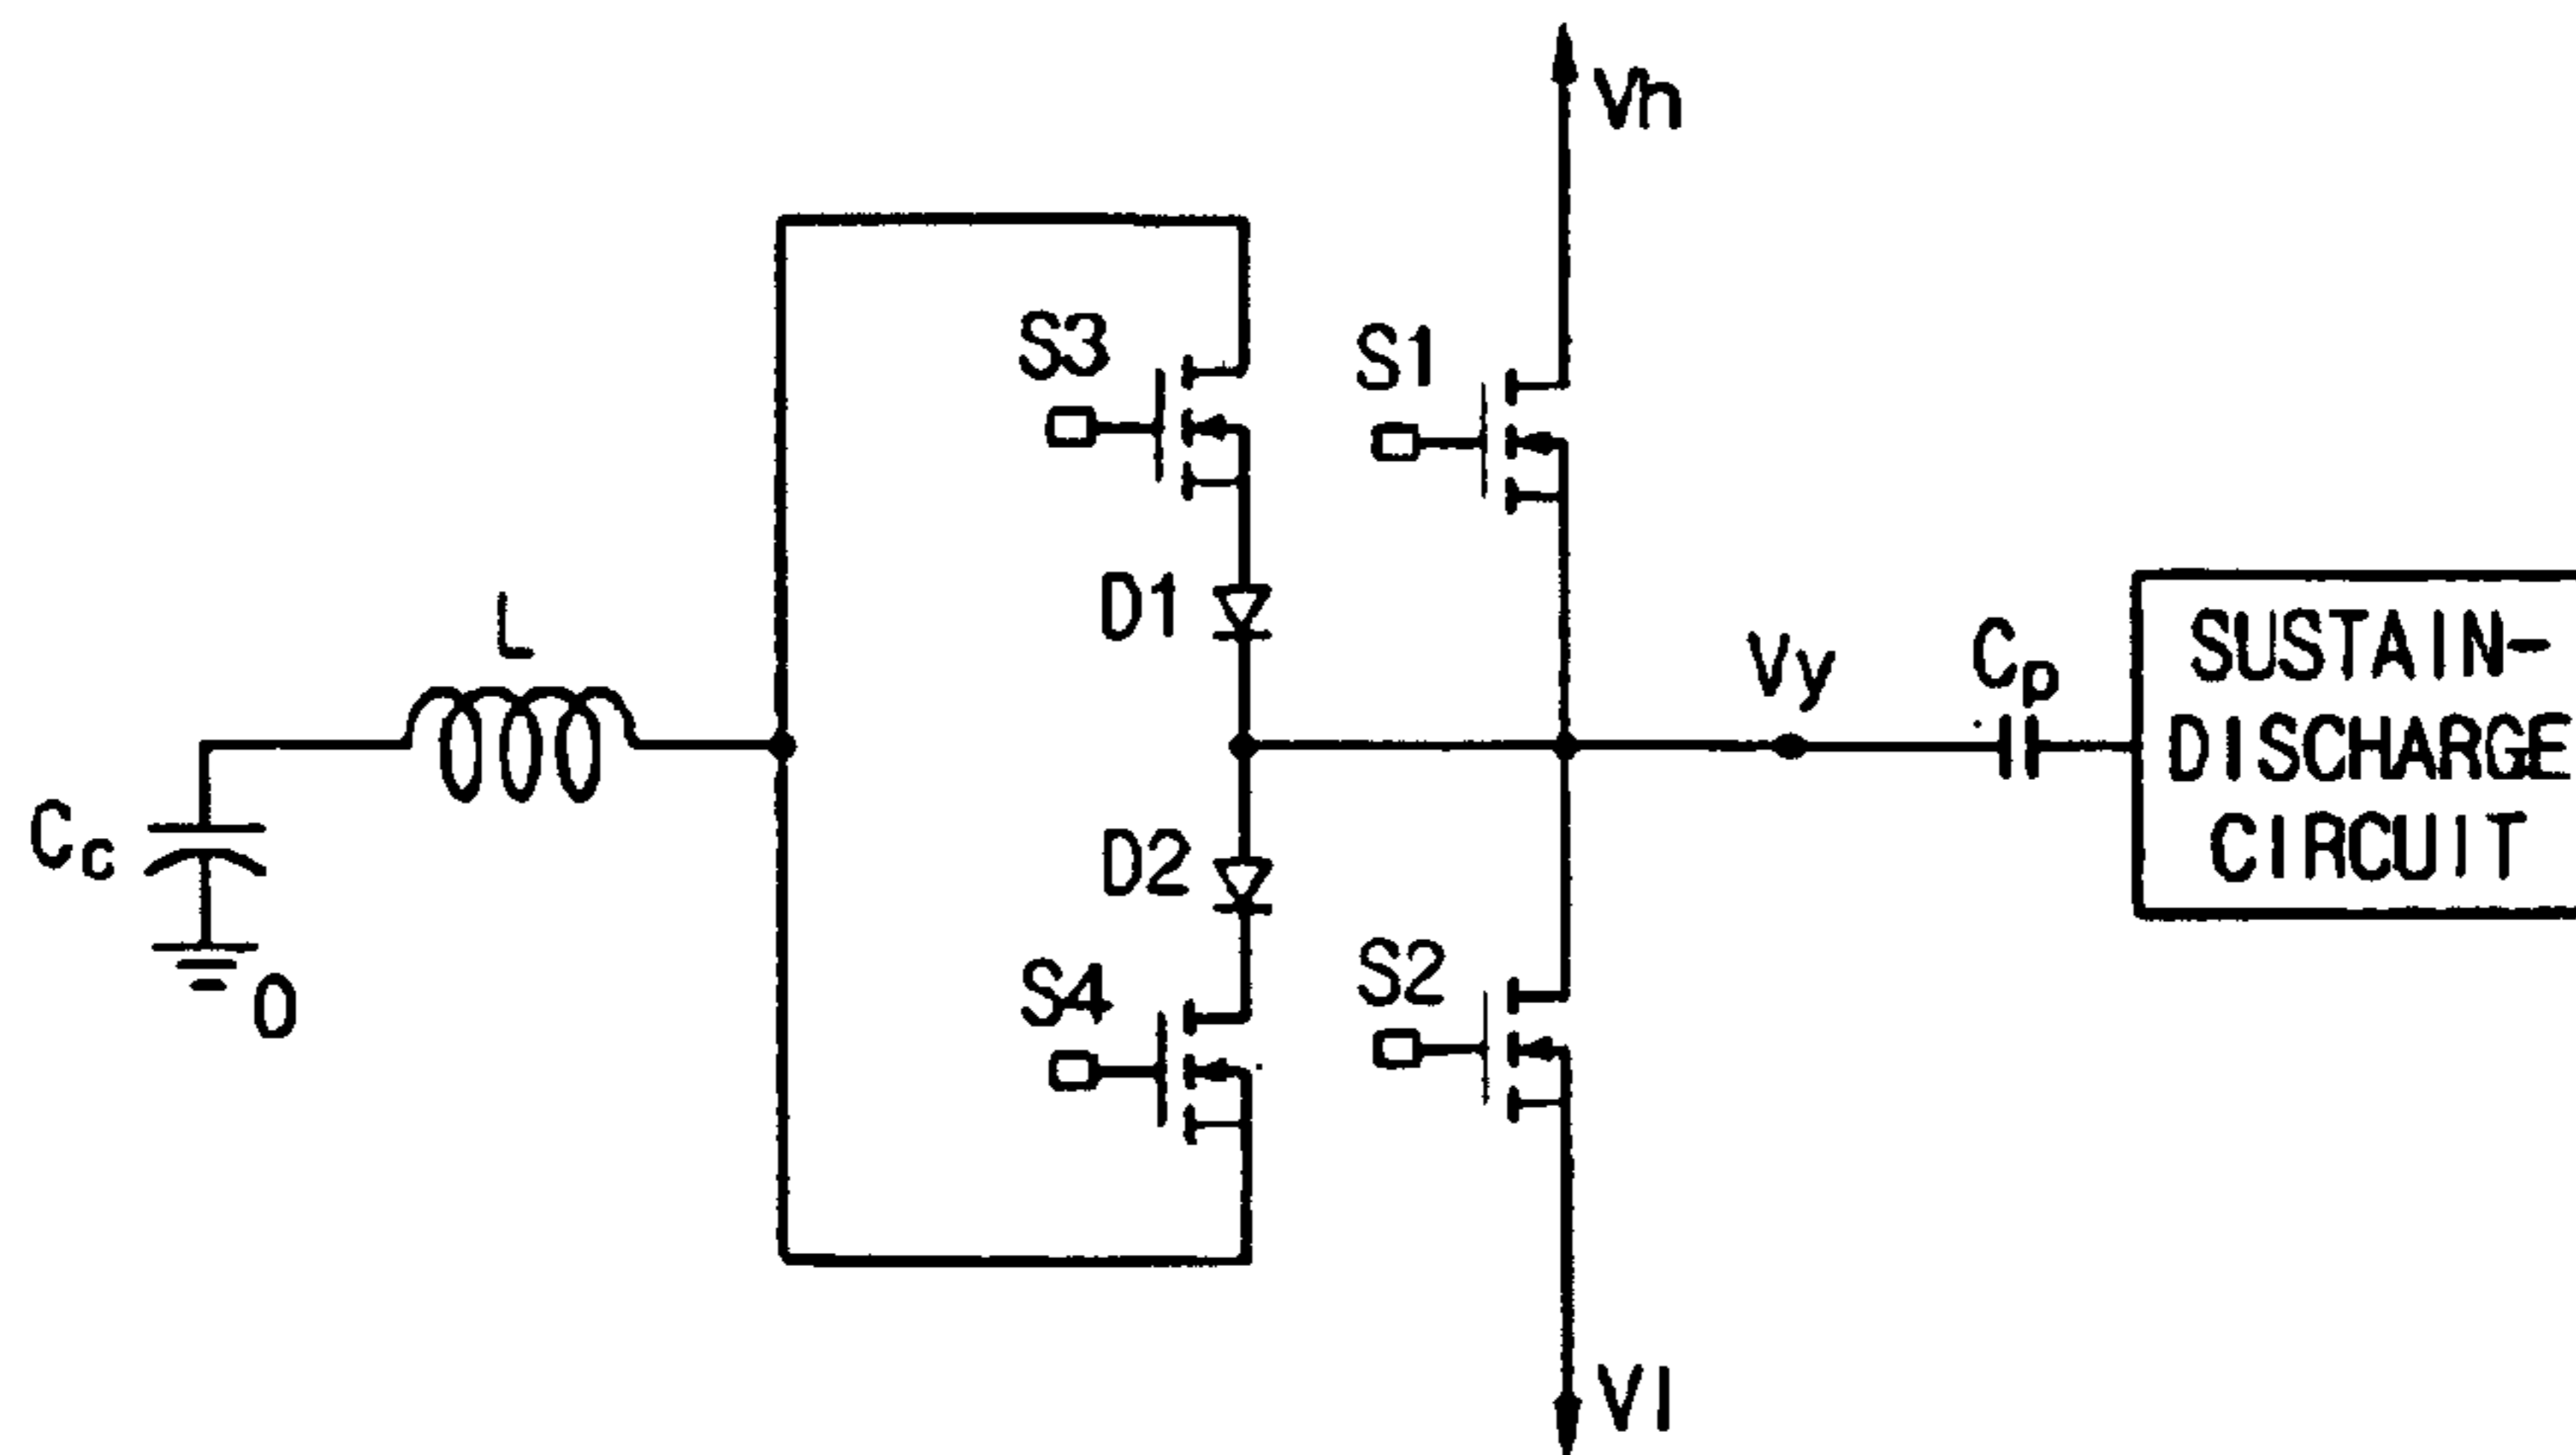 Vh
S3
S1
D1
L
Vy
Cp
SUSTAIN-
DISCHARGE
CIRCUIT
Cc
D2
S4
S2
0
Vl